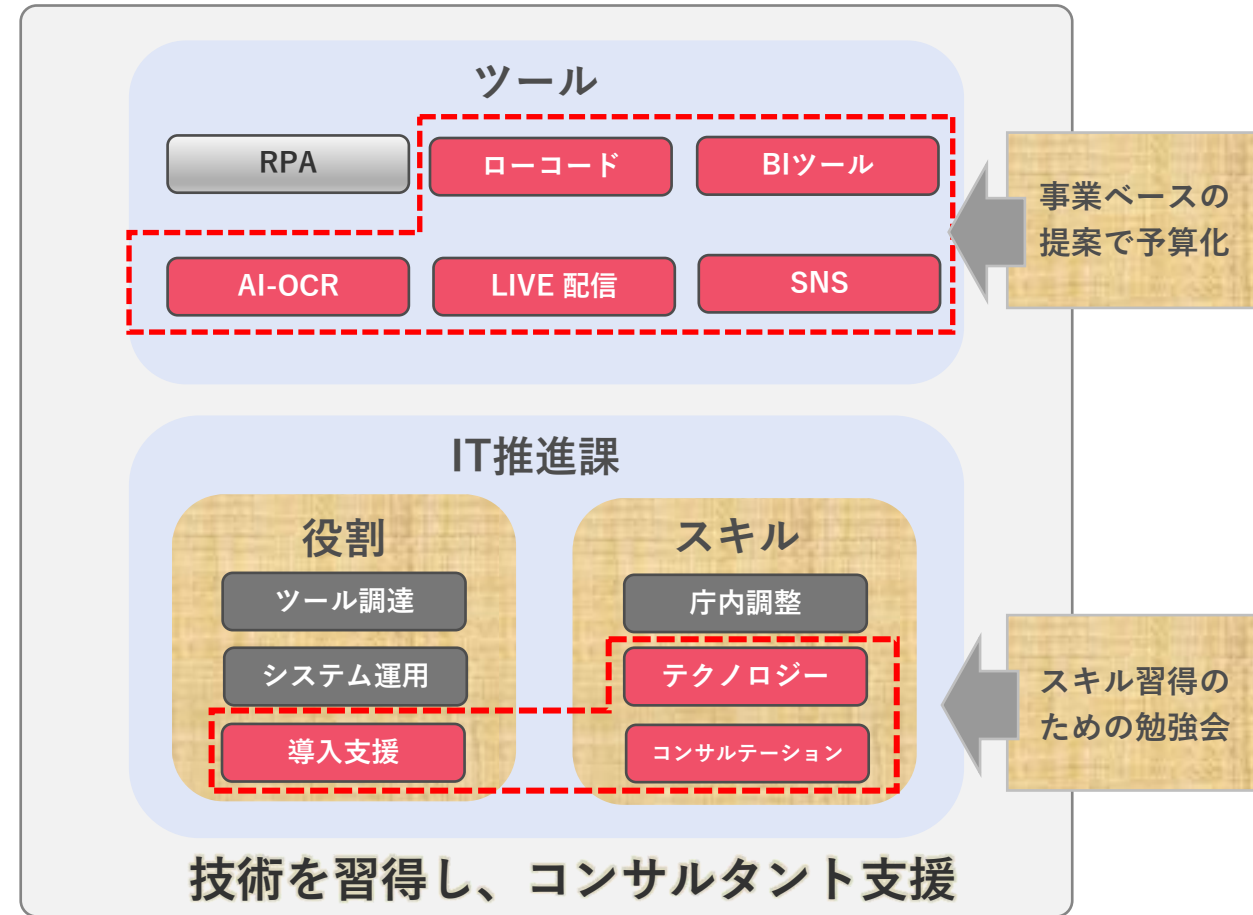 ツール
RPA
ローコード
BIツール
AI-OCR
LIVE 配信
SNS
事業ベースの
提案で予算化
IT推進課
役割
ツール調達
システム運用
導入支援
スキル
庁内調整
テクノロジー
コンサルテーション
スキル習得の
ための勉強会
技術を習得し、コンサルタント支援